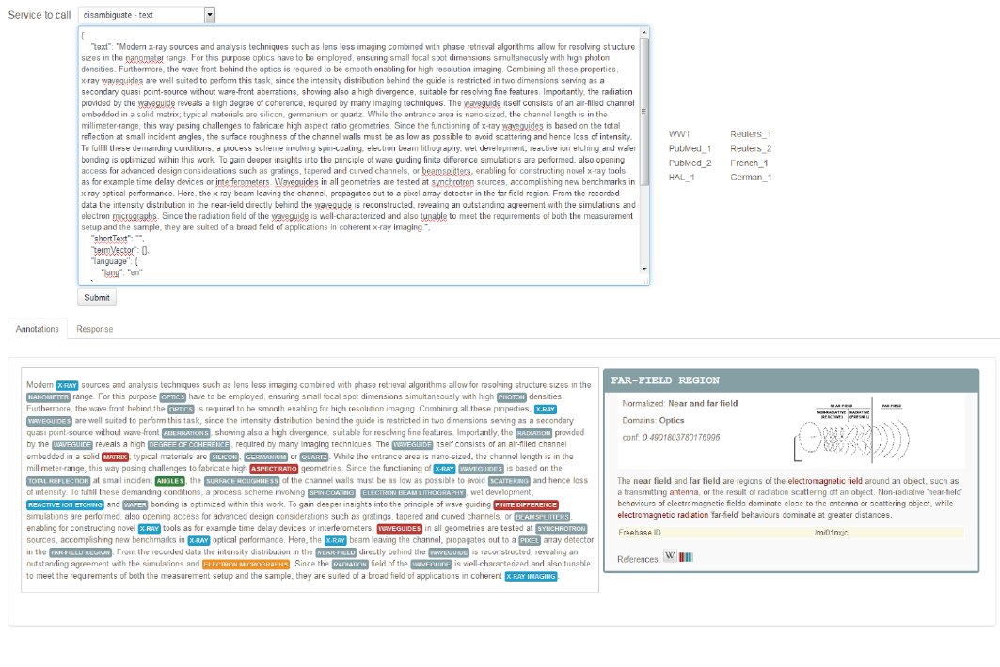 Service to call disambiguate - text
{
"text": "Modern x-ray sources and analysis techniques such as lens less imaging combined with phase retrieval algorithms allow for resolving structure
sizes in the nanometer range. For this purpose optics have to be employed, ensuring small focal spot dimensions simultaneously with high photon
densities. Furthermore, the wave front behind the optics is required to be smooth enabling for high resolution imaging. Combining all these properties,
x-ray waveguides are well suited to perform this task, since the intensity distribution behind the guide is restricted in two dimensions serving as a
secondary quasi point-source without wave-front aberrations, showing also a high divergence, suitable for resolving fine features. Importantly, the radiation
provided by the waveguide reveals a high degree of coherence, required by many imaging techniques. The waveguide itself consists of an air-filled channel
embedded in a solid matrix; typical materials are silicon, germanium or quartz. While the entrance area is nano-sized, the channel length is in the
millimeter-range, this way posing challenges to fabricate high aspect ratio geometries. Since the functioning of x-ray waveguides is based on the total
reflection at small incident angles, the surface roughness of the channel walls must be as low as possible to avoid scattering and hence loss of intensity.
To fulfill these demanding conditions, a process scheme involving spin-coating, electron beam lithography, wet development, reactive ion etching and wafer
bonding is optimized within this work. To gain deeper insights into the principle of wave guiding finite difference simulations are performed, also opening
access for advanced design considerations such as gratings, tapered and curved channels, or beamsplitters, enabling for constructing novel x-ray tools
as for example time delay devices or interferometers. Waveguides in all geometries are tested at synchrotron sources, accomplishing new benchmarks in
x-ray optical performance. Here, the x-ray beam leaving the channel, propagates out to a pixel array detector in the far-field region. From the recorded
data the intensity distribution in the near-field directly behind the waveguide is reconstructed, revealing an outstanding agreement with the simulations and
electron micrographs. Since the radiation field of the waveguide is well-characterized and also tunable to meet the requirements of both the measurement
setup and the sample, they are suited of a broad field of applications in coherent x-ray imaging.",
"shortText": "",
"termVector": [],
"language": {
"lang": "en"
WW1 Reuters_1
PubMed_1 Reuters_2
PubMed_2 French_1
HAL_1 German_1
Submit
Annotations Response
Modern X-RAY sources and analysis techniques such as lens less imaging combined with phase retrieval algorithms allow for resolving structure sizes in the
NANOMETER range. For this purpose OPTICS have to be employed, ensuring small focal spot dimensions simultaneously with high PHOTON densities.
Furthermore, the wave front behind the OPTICS is required to be smooth enabling for high resolution imaging. Combining all these properties, X-RAY
WAVEGUIDES are well suited to perform this task, since the intensity distribution behind the guide is restricted in two dimensions serving as a secondary
quasi point-source without wave-front ABERRATIONS, showing also a high divergence, suitable for resolving fine features. Importantly, the RADIATION provided
by the WAVEGUIDE reveals a high DEGREE OF COHERENCE, required by many imaging techniques. The WAVEGUIDE itself consists of an air-filled channel
embedded in a solid MATRIX; typical materials are SILICON, GERMANIUM or QUARTZ. While the entrance area is nano-sized, the channel length is in the
millimeter-range, this way posing challenges to fabricate high ASPECT RATIO geometries. Since the functioning of X-RAY WAVEGUIDES is based on the
TOTAL REFLECTION at small incident ANGLES, the SURFACE ROUGHNESS of the channel walls must be as low as possible to avoid SCATTERING and hence loss
of intensity. To fulfill these demanding conditions, a process scheme involving SPIN-COATING, ELECTRON BEAM LITHOGRAPHY, wet development,
REACTIVE ION ETCHING and WAFER bonding is optimized within this work. To gain deeper insights into the principle of wave guiding FINITE DIFFERENCE
simulations are performed, also opening access for advanced design considerations such as gratings, tapered and curved channels, or BEAMSPLITTERS,
enabling for constructing novel X-RAY tools as for example time delay devices or interferometers. WAVEGUIDES in all geometries are tested at SYNCHROTRON
sources, accomplishing new benchmarks in X-RAY optical performance. Here, the X-RAY beam leaving the channel, propagates out to a PIXEL array detector
in the FAR-FIELD REGION. From the recorded data the intensity distribution in the NEAR-FIELD directly behind the WAVEGUIDE is reconstructed, revealing an
outstanding agreement with the simulations and ELECTRON MICROGRAPHS. Since the RADIATION field of the WAVEGUIDE is well-characterized and also tunable
to meet the requirements of both the measurement setup and the sample, they are suited of a broad field of applications in coherent X-RAY IMAGING.
FAR-FIELD REGION
Normalized: Near and far field
Domains: Optics
conf: 0.4901803780176996
NEAR FIELD FAR FIELD
NON-RADIATIVE (REACTIVE) RADIATIVE (FRESNEL)
The near field and far field are regions of the electromagnetic field around an object, such as
a transmitting antenna, or the result of radiation scattering off an object. Non-radiative 'near-field'
behaviours of electromagnetic fields dominate close to the antenna or scattering object, while
electromagnetic radiation 'far-field' behaviours dominate at greater distances.
Freebase ID /m/01nxjc
References: W